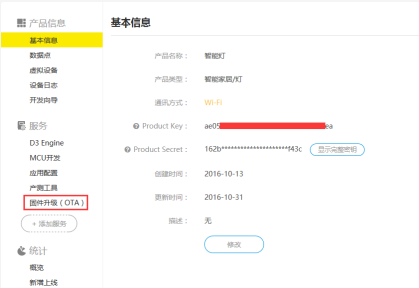 产品信息
基本信息
数据点
虚拟设备
设备日志
开发向导
服务
D3 Engine
MCU开发
应用配置
产测工具
固件升级（OTA）
+ 添加服务
统计
概览
新增上线
基本信息
产品名称： 智能灯
产品类型： 智能家居/灯
通讯方式： Wi-Fi
Product Key： ae05 ea
Product Secret： 162b********************f43c 显示完整密钥
创建时间： 2016-10-13
更新时间： 2016-10-31
描述： 无
修改